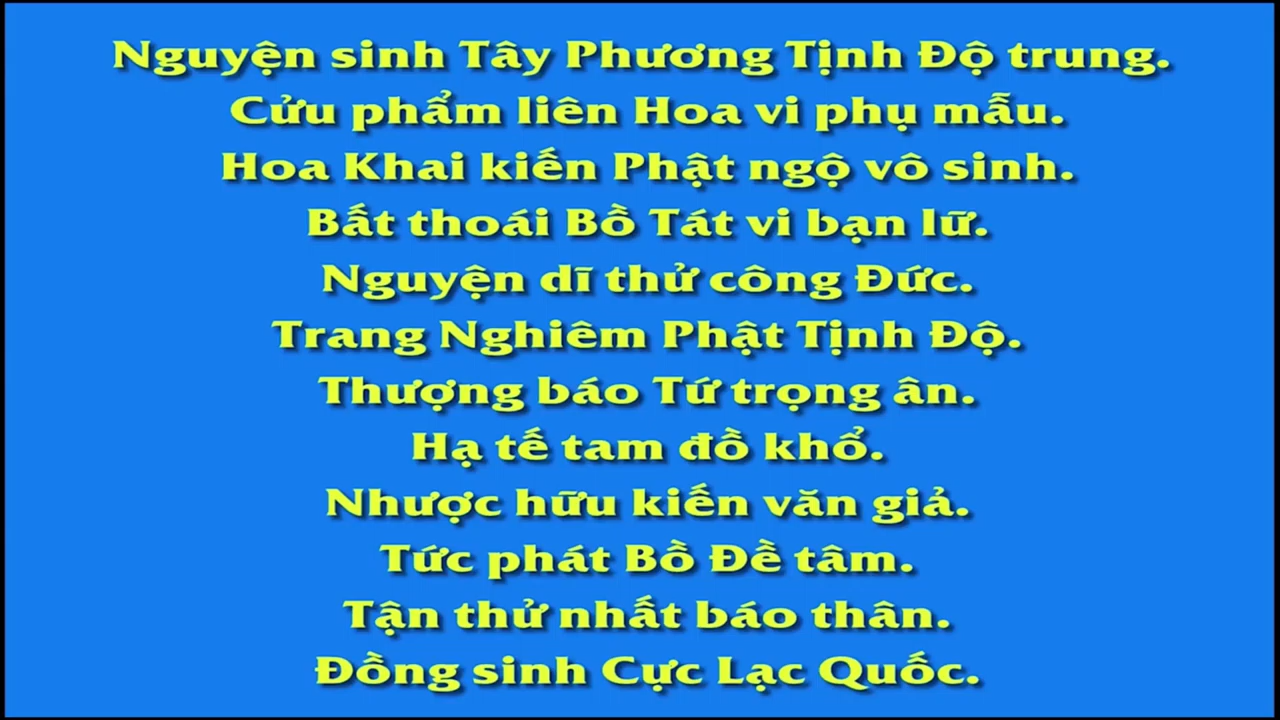 Nguyện sinh Tây Phương Tịnh Độ trung.
Cửu phẩm liên Hoa vi phụ mẫu.
Hoa Khai kiến Phật ngộ vô sinh.
Bất thoái Bồ Tát vi bạn lữ.
Nguyện dĩ thử công Đức.
Trang Nghiêm Phật Tịnh Độ.
Thượng báo Tứ trọng ân.
Hạ tế tam đồ khổ.
Nhược hữu kiến văn giả.
Tức phát Bồ Đề tâm.
Tận thử nhất báo thân.
Đồng sinh Cực Lạc Quốc.